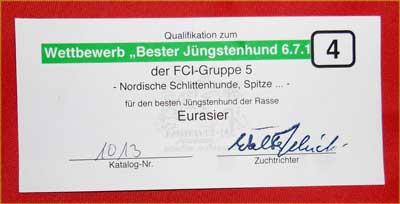 Qualifikation zum
Wettbewerb „Bester Jüngstenhund 6.7.1
4
der FCI-Gruppe 5
- Nordische Schlittenhunde, Spitze ... -
für den besten Jüngstenhund der Rasse
Eurasier
1013
Katalog-Nr.
Zuchtrichter